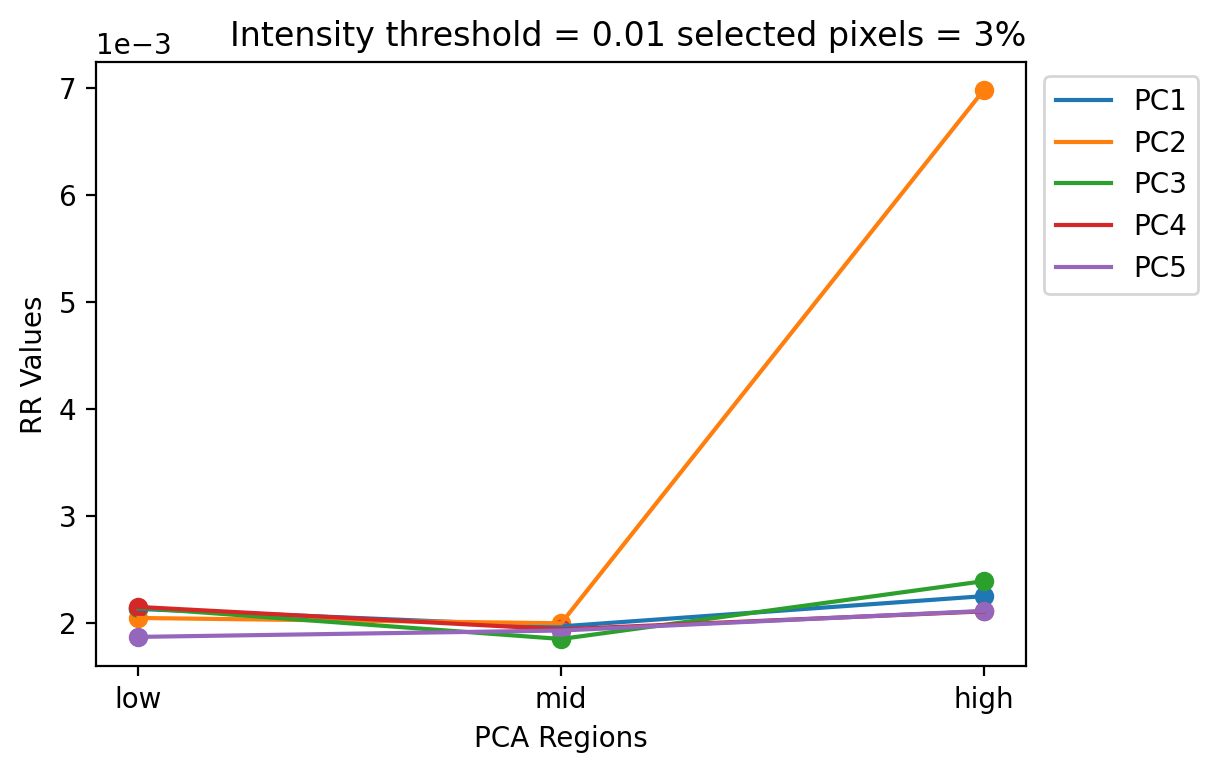 Intensity threshold = 0.01 selected pixels = 3%
1e−3
7
6
5
4
3
2
RR Values
low mid high
PCA Regions
PC1
PC2
PC3
PC4
PC5